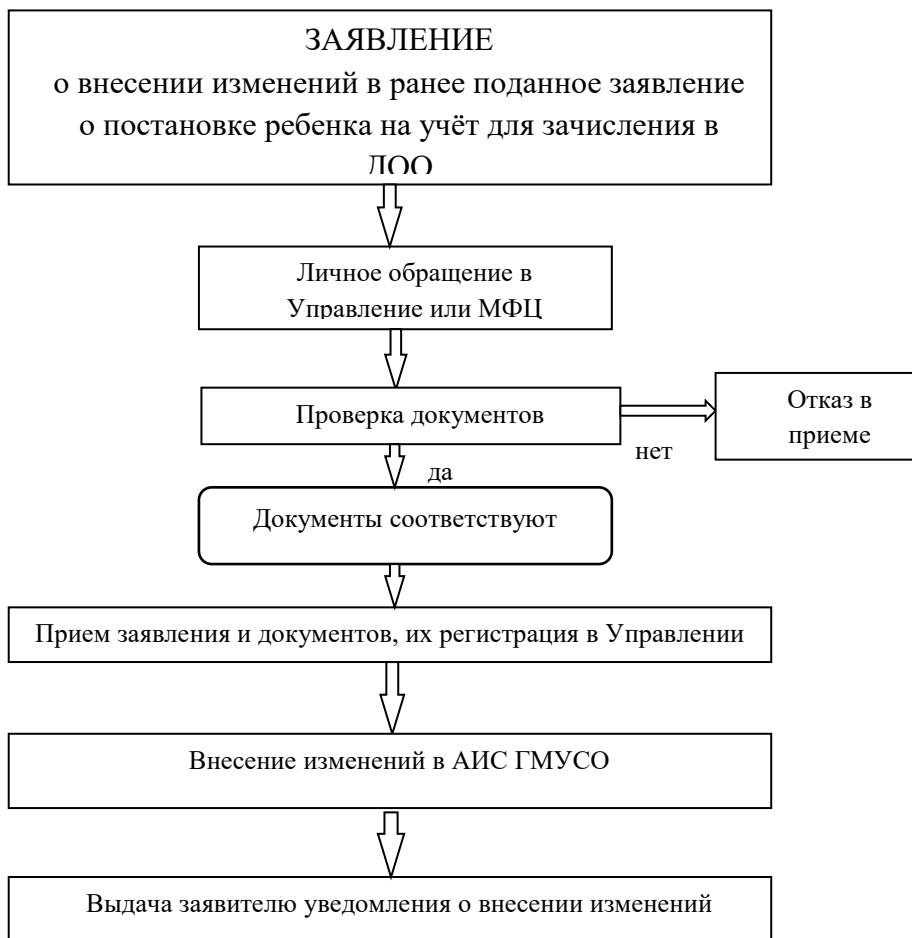 ЗАЯВЛЕНИЕ
о внесении изменений в ранее поданное заявление
о постановке ребенка на учёт для зачисления в
ДОО
Личное обращение в
Управление или МФЦ
Проверка документов
Отказ в
приеме
нет
да
Документы соответствуют
Прием заявления и документов, их регистрация в Управлении
Внесение изменений в АИС ГМУСО
Выдача заявителю уведомления о внесении изменений